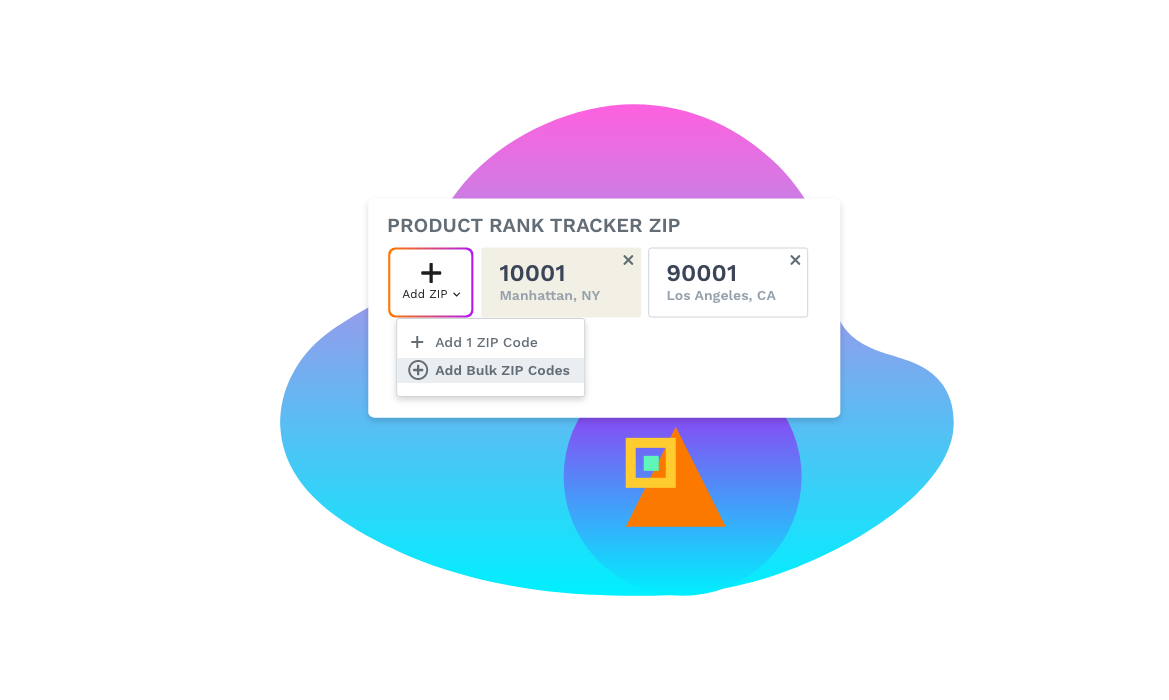 PRODUCT RANK TRACKER ZIP
Add ZIP
10001
Manhattan, NY
90001
Los Angeles, CA
Add 1 ZIP Code
Add Bulk ZIP Codes